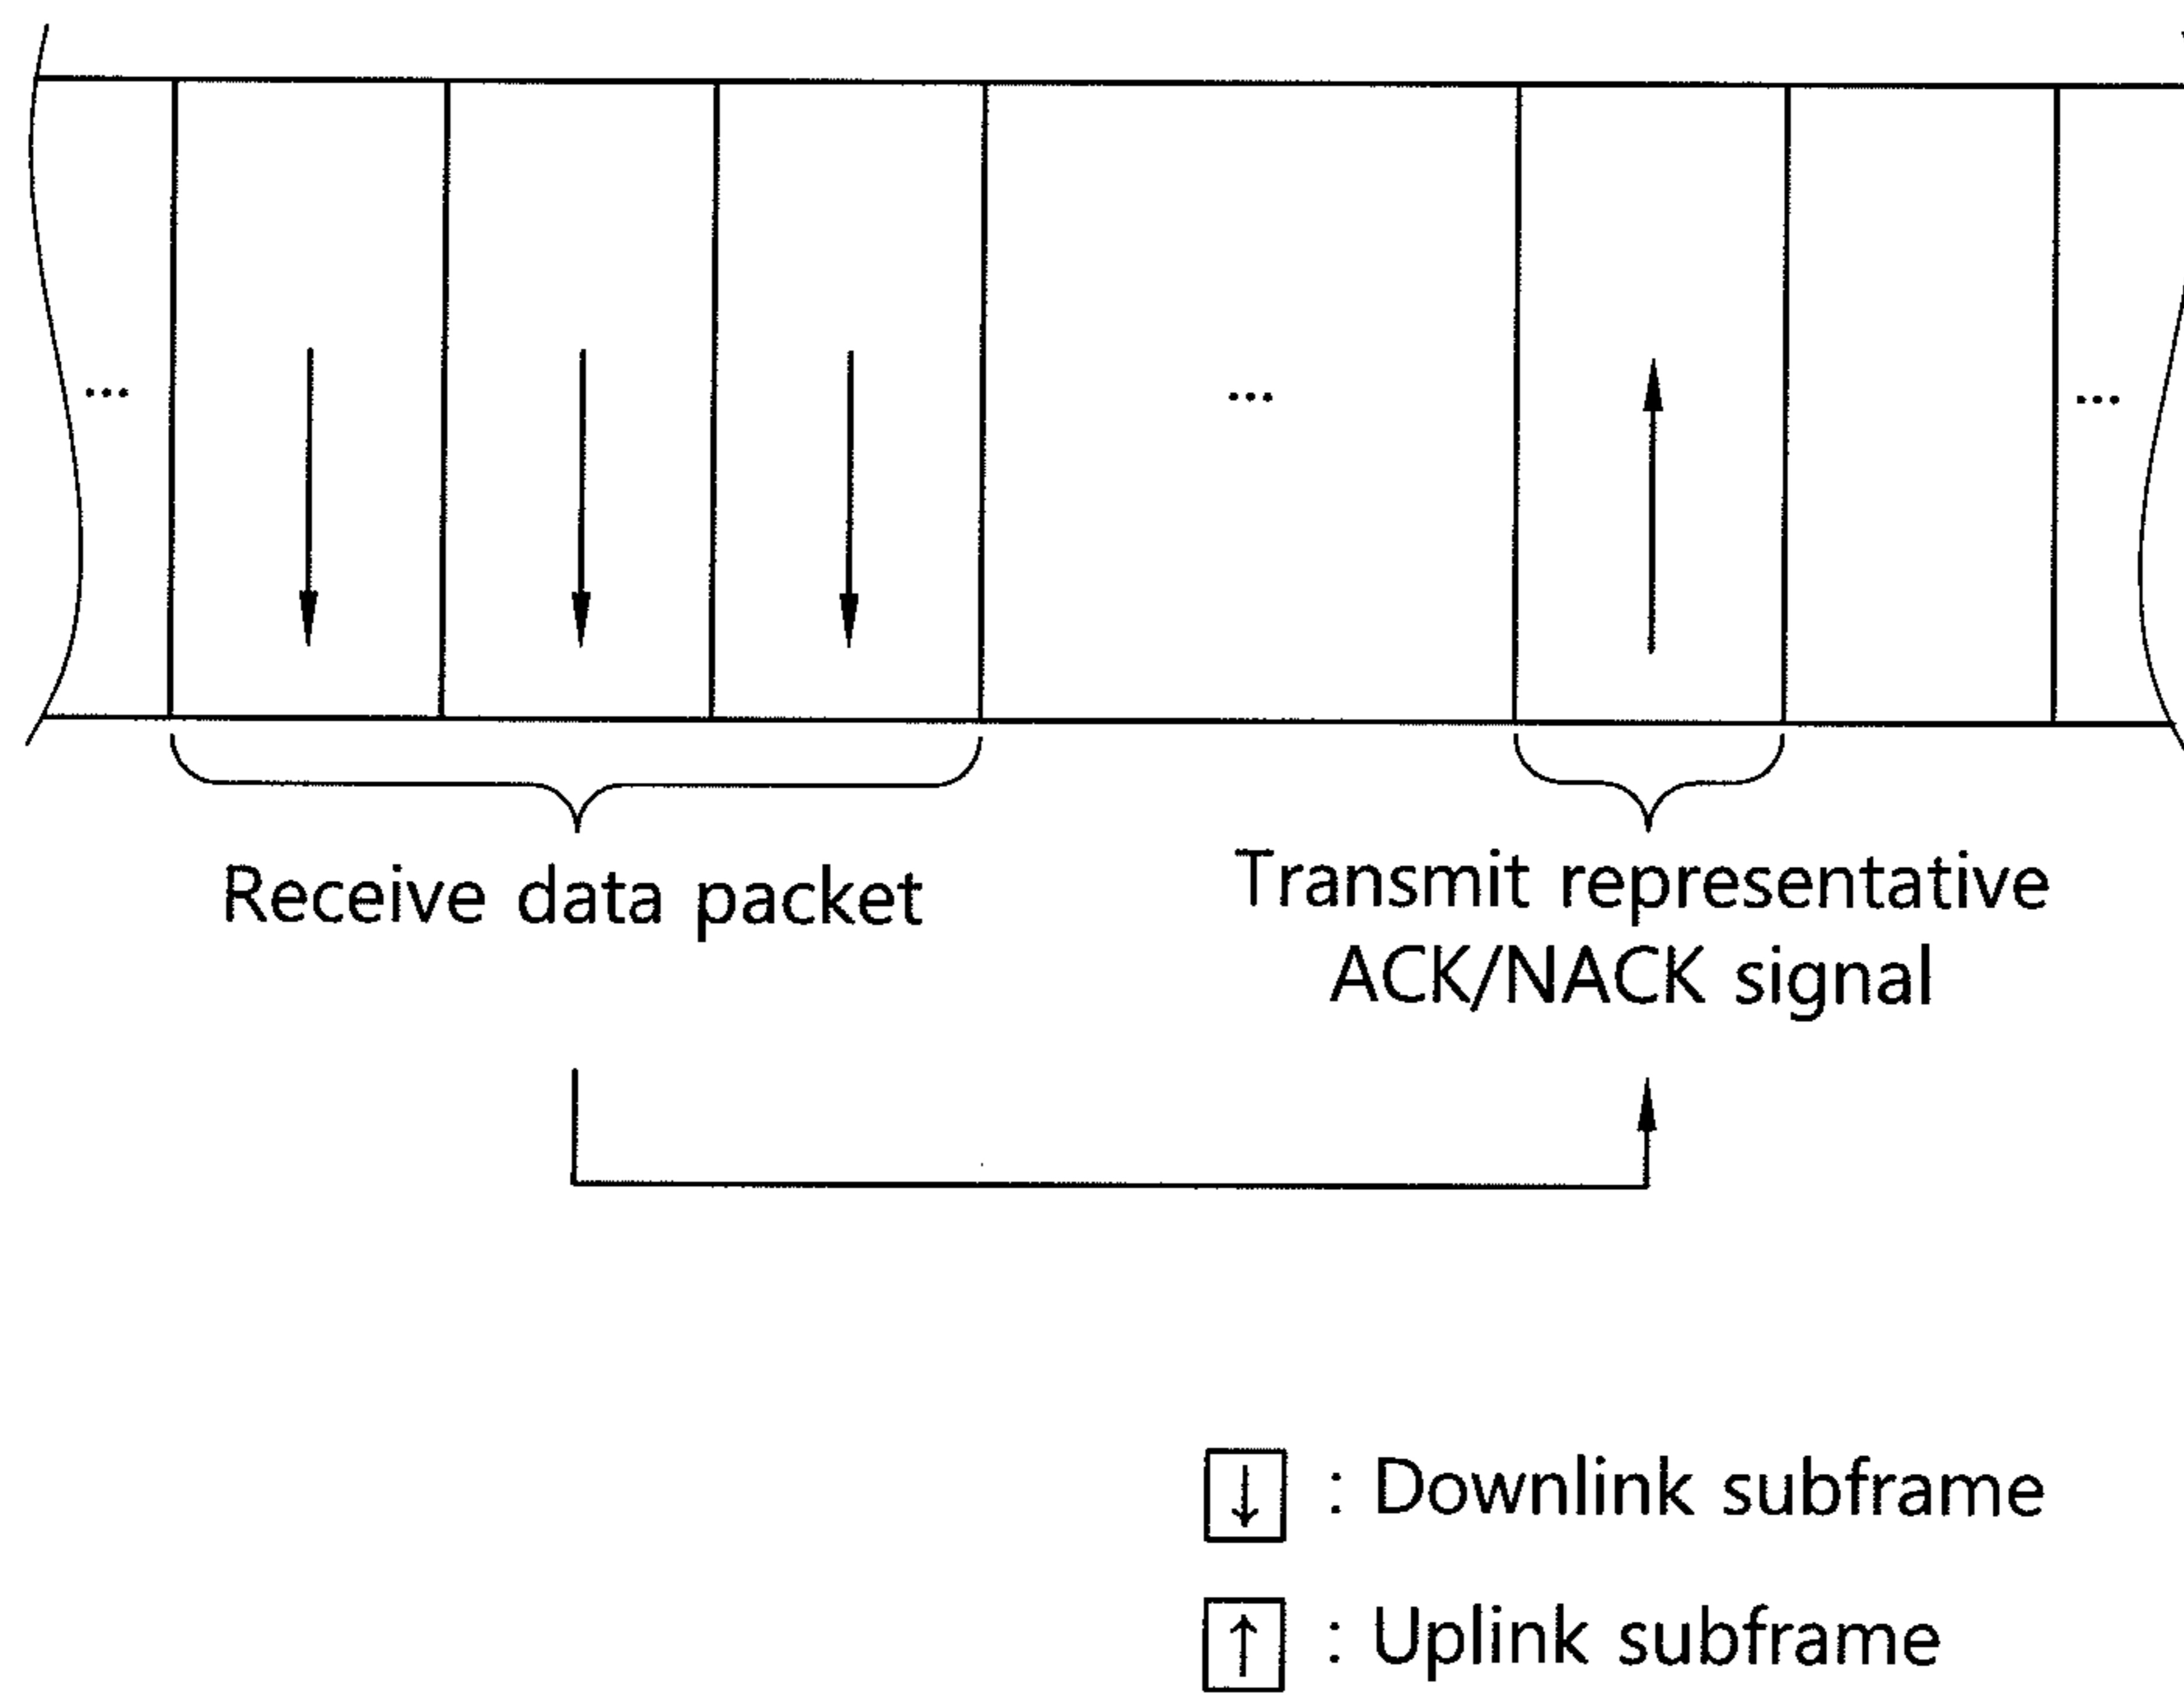 ... ... ...
Receive data packet
Transmit representative
ACK/NACK signal
↓ : Downlink subframe
↑ : Uplink subframe